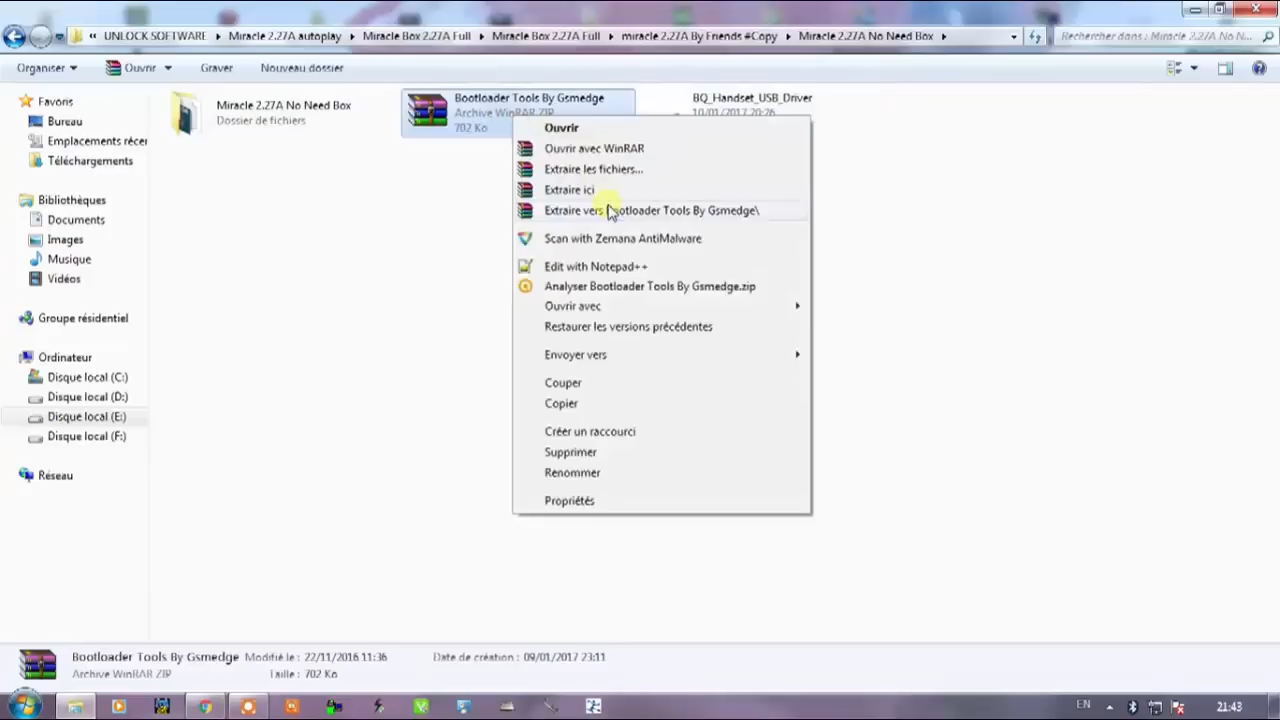 UNLOCK SOFTWARE
Miracle 2.27A autoplay
Miracle Box 2.27A Full
Miracle Box 2.27A Full
miracle 2.27A By Friends #Copy
Miracle 2.27A No Need Box
Rechercher dans : Miracle 2.27A No N...
Organiser
Ouvrir
Graver
Nouveau dossier
Favoris
Bureau
Emplacements récer
Téléchargements
Bibliothèques
Documents
Images
Musique
Vidéos
Groupe résidentiel
Ordinateur
Disque local (C:)
Disque local (D:)
Disque local (E:)
Disque local (F:)
Réseau
Miracle 2.27A No Need Box
Dossier de fichiers
Bootloader Tools By Gsmedge
Archive WinRAR ZIP
702 Ko
BQ_Handset_USB_Driver
10/01/2017 20:26
Ouvrir
Ouvrir avec WinRAR
Extraire les fichiers...
Extraire ici
Extraire vers Bootloader Tools By Gsmedge\
Scan with Zemana AntiMalware
Edit with Notepad++
Analyser Bootloader Tools By Gsmedge.zip
Ouvrir avec
Restaurer les versions précédentes
Envoyer vers
Couper
Copier
Créer un raccourci
Supprimer
Renommer
Propriétés
Bootloader Tools By Gsmedge Modifié le : 22/11/2016 11:36 Date de création : 09/01/2017 23:11
Archive WinRAR ZIP Taille : 702 Ko
EN
21:43